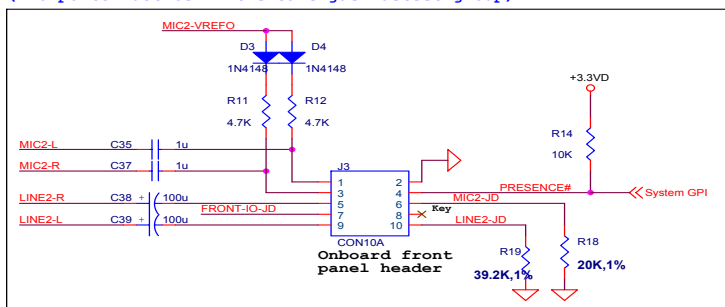 MIC2-VREFO
D3
D4
1N4148
1N4148
+3.3VD
R11
R12
4.7K
4.7K
R14
10K
MIC2-L
C35
1u
MIC2-R
C37
1u
J3
1
2
3
4
5
6
7
8
9
10
PRESENCE#
System GPI
LINE2-R
C38
+
100u
MIC2-JD
FRONT-IO-JD
Key
LINE2-L
C39
+
100u
LINE2-JD
CON10A
Onboard front
panel header
R19
39.2K,1%
R18
20K,1%